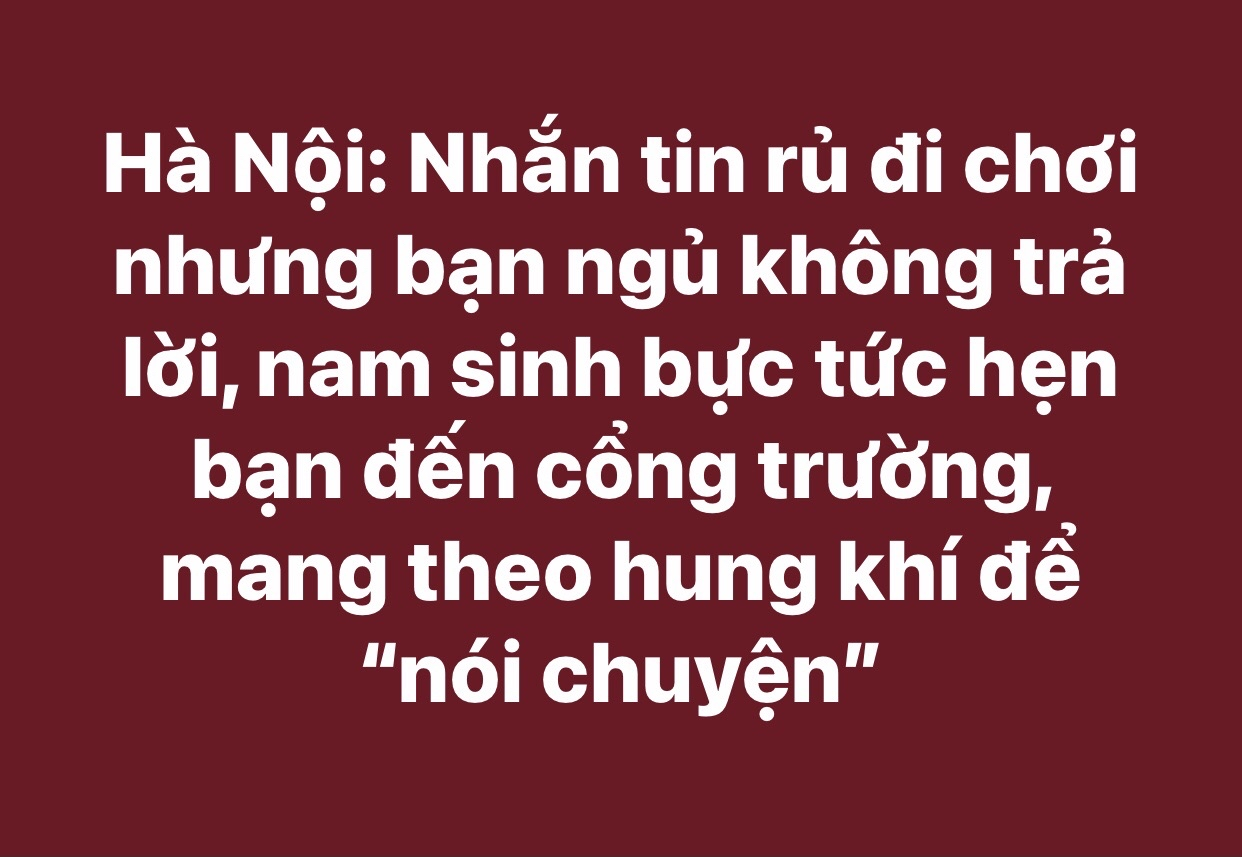 Hà Nội: Nhắn tin rủ đi chơi
nhưng bạn ngủ không trả
lời, nam sinh bực tức hẹn
bạn đến cổng trường,
mang theo hung khí để
“nói chuyện”